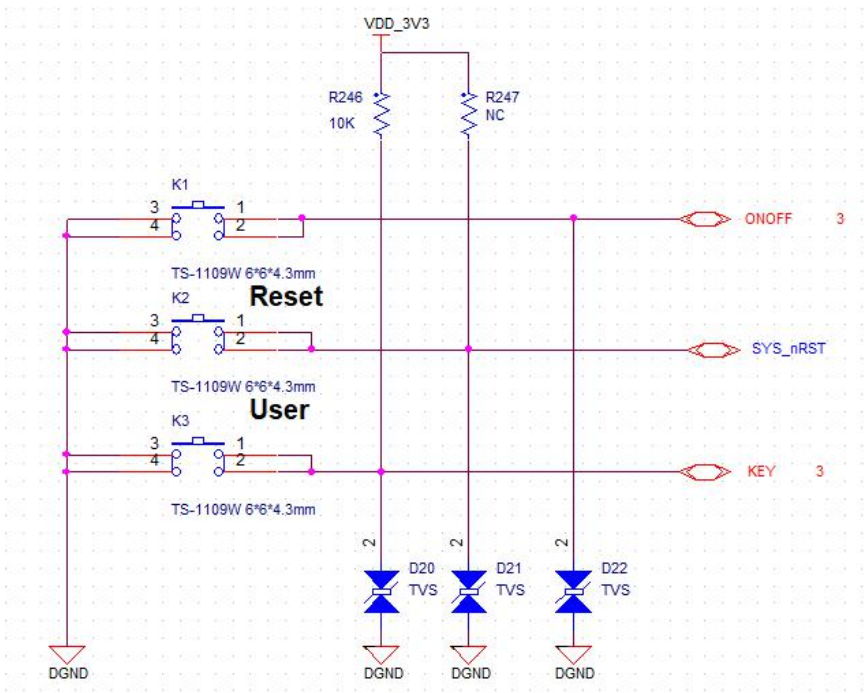 VDD_3V3
R246
10K
R247
NC
K1
3
4
1
2
ONOFF 3
TS-1109W 6*6*4.3mm
Reset
K2
3
4
1
2
SYS_nRST
TS-1109W 6*6*4.3mm
User
K3
3
4
1
2
KEY 3
TS-1109W 6*6*4.3mm
2
2
2
D20
TVS
D21
TVS
D22
TVS
DGND
DGND
DGND
DGND